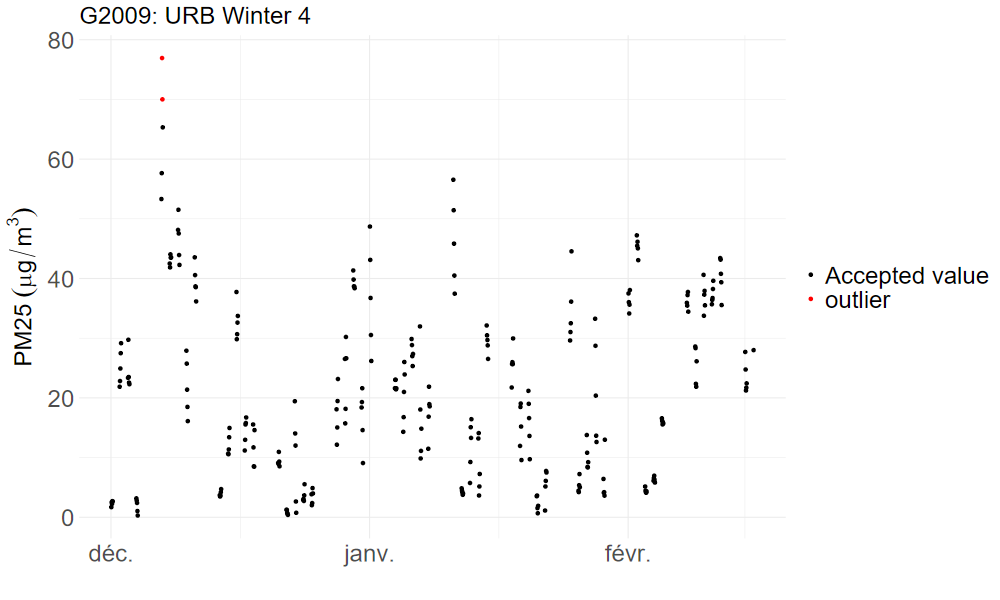 G2009: URB Winter 4
80
60
40
20
0
PM25 (μg/m³)
déc.
janv.
févr.
Accepted value
outlier